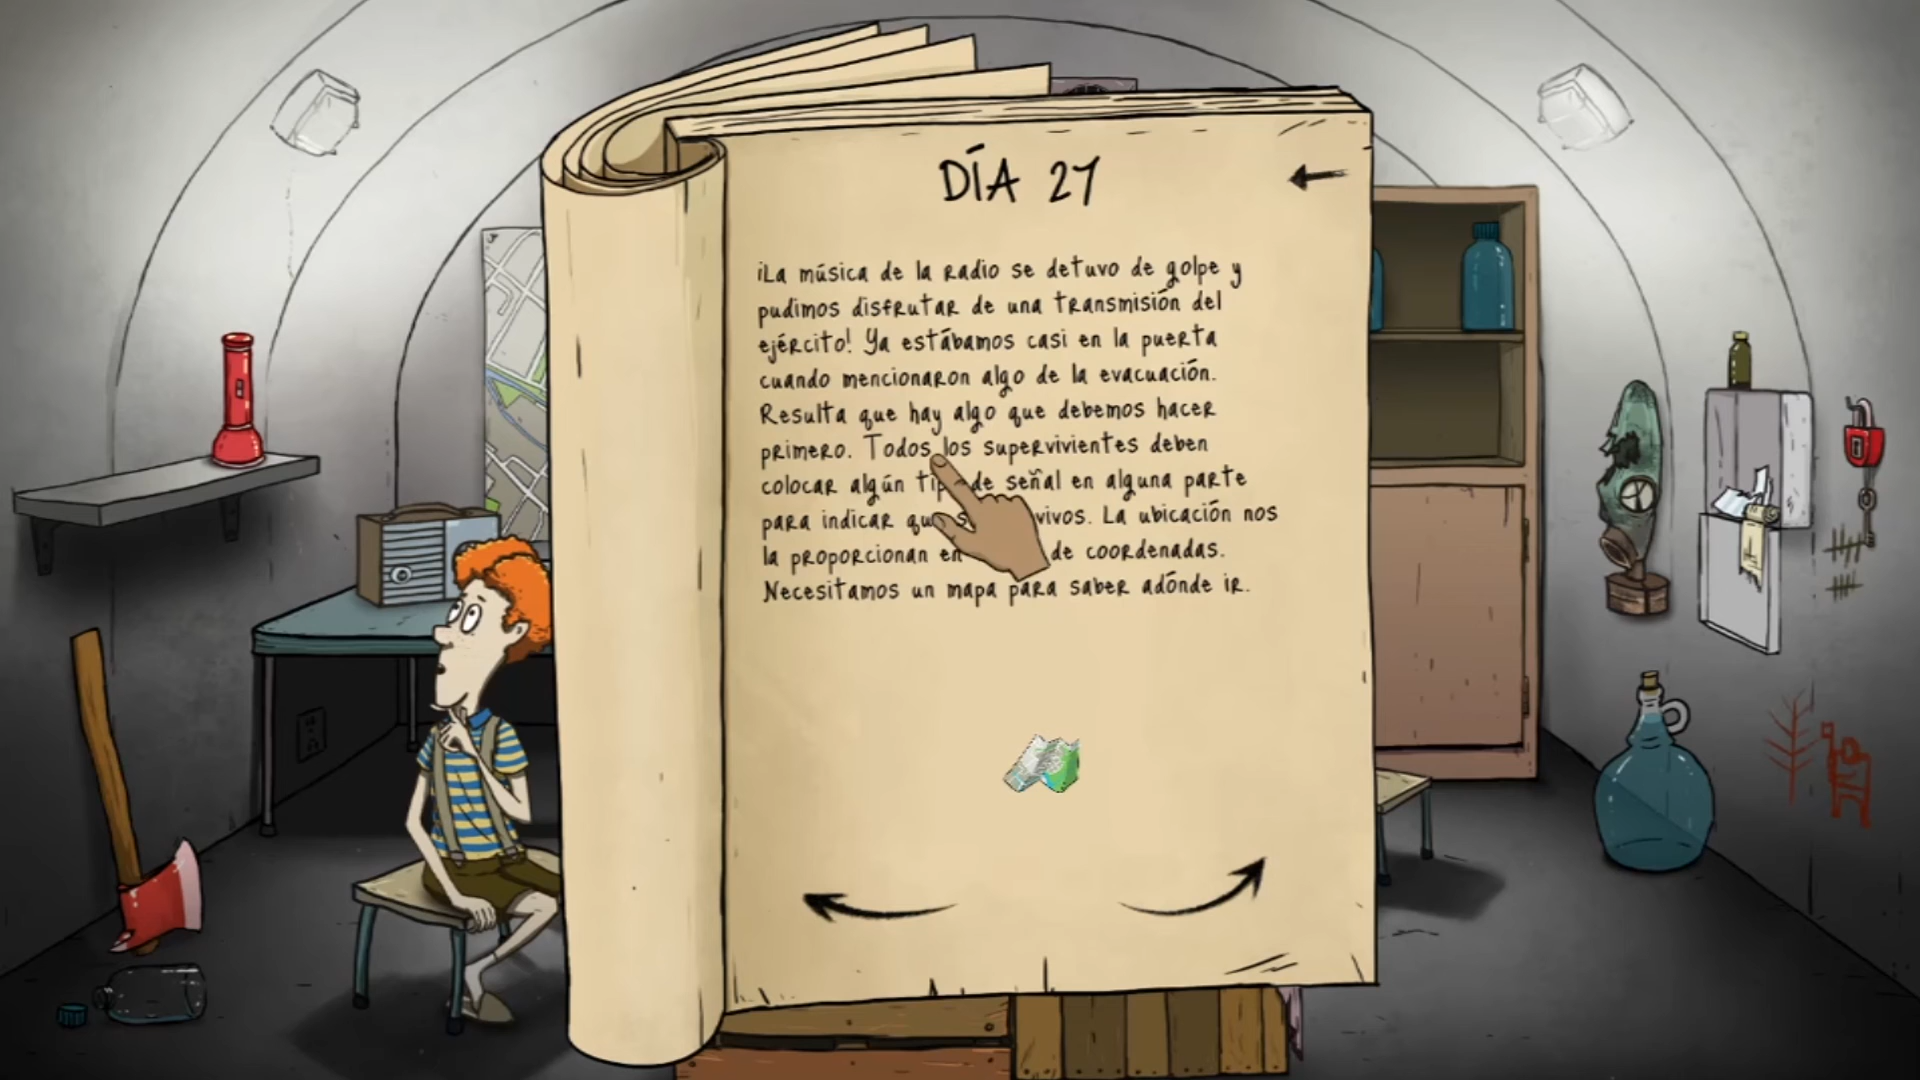 DÍA 27
¡La música de la radio se detuvo de golpe y
pudimos disfrutar de una transmisión del
ejército! Ya estábamos casi en la puerta
cuando mencionaron algo de la evacuación.
Resulta que hay algo que debemos hacer
primero. Todos los supervivientes deben
colocar algún de señal en alguna parte
para indicar vivos. La ubicación nos
la proporcionan en de coordenadas.
Necesitamos un mapa para saber adónde ir.